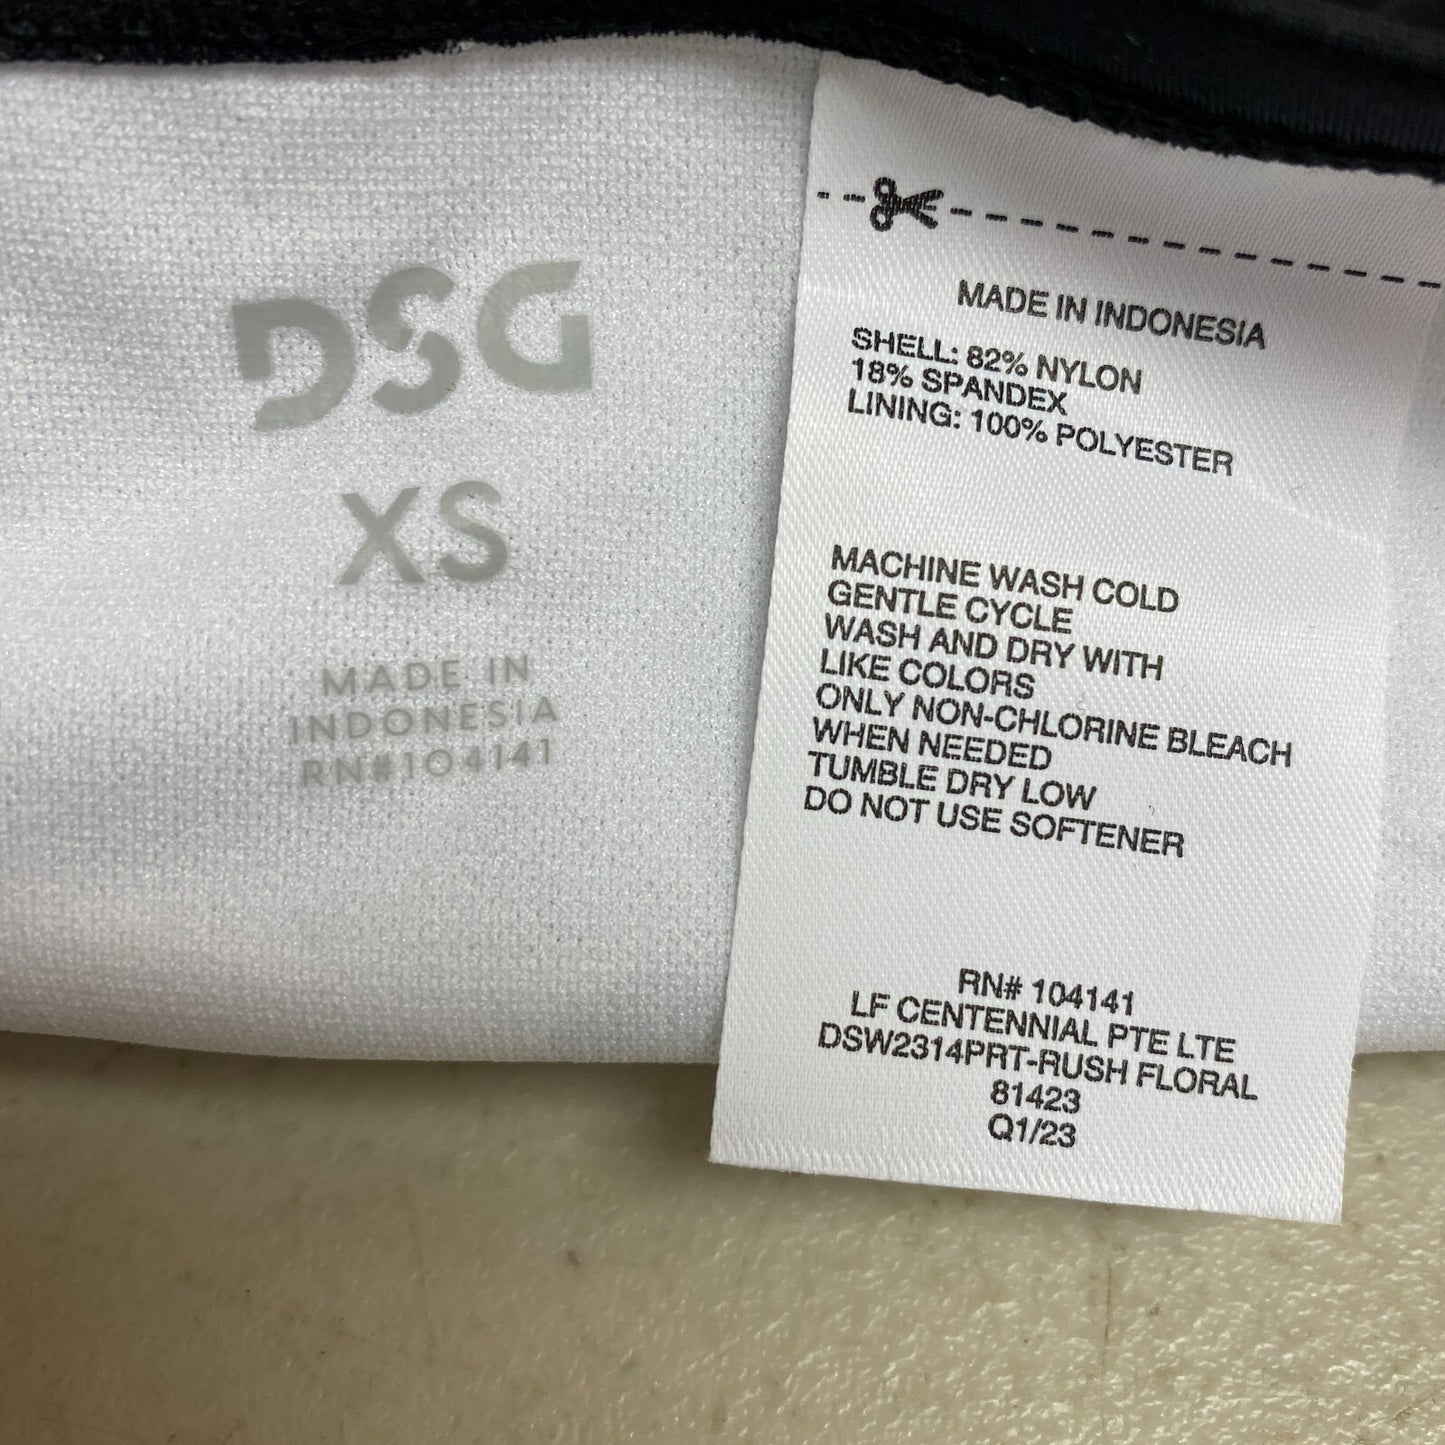 DSG
XS
MADE IN
INDONESIA
RN#104141
MADE IN INDONESIA
SHELL: 82% NYLON
18% SPANDEX
LINING: 100% POLYESTER
MACHINE WASH COLD
GENTLE CYCLE
WASH AND DRY WITH
LIKE COLORS
ONLY NON-CHLORINE BLEACH
WHEN NEEDED
TUMBLE DRY LOW
DO NOT USE SOFTENER
RN# 104141
LF CENTENNIAL PTE LTE
DSW2314PRT-RUSH FLORAL
81423
Q1/23